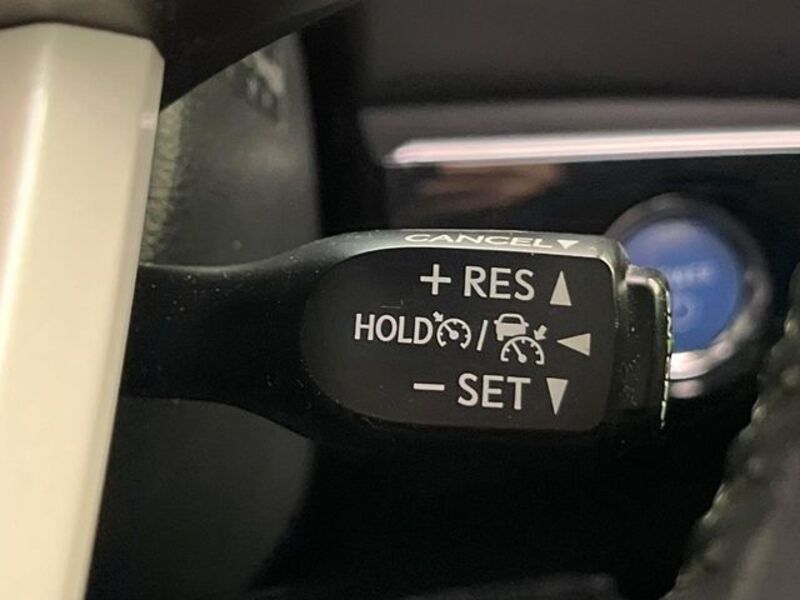 CANCEL▼
+ RES ▲
HOLD / ◀
− SET ▼